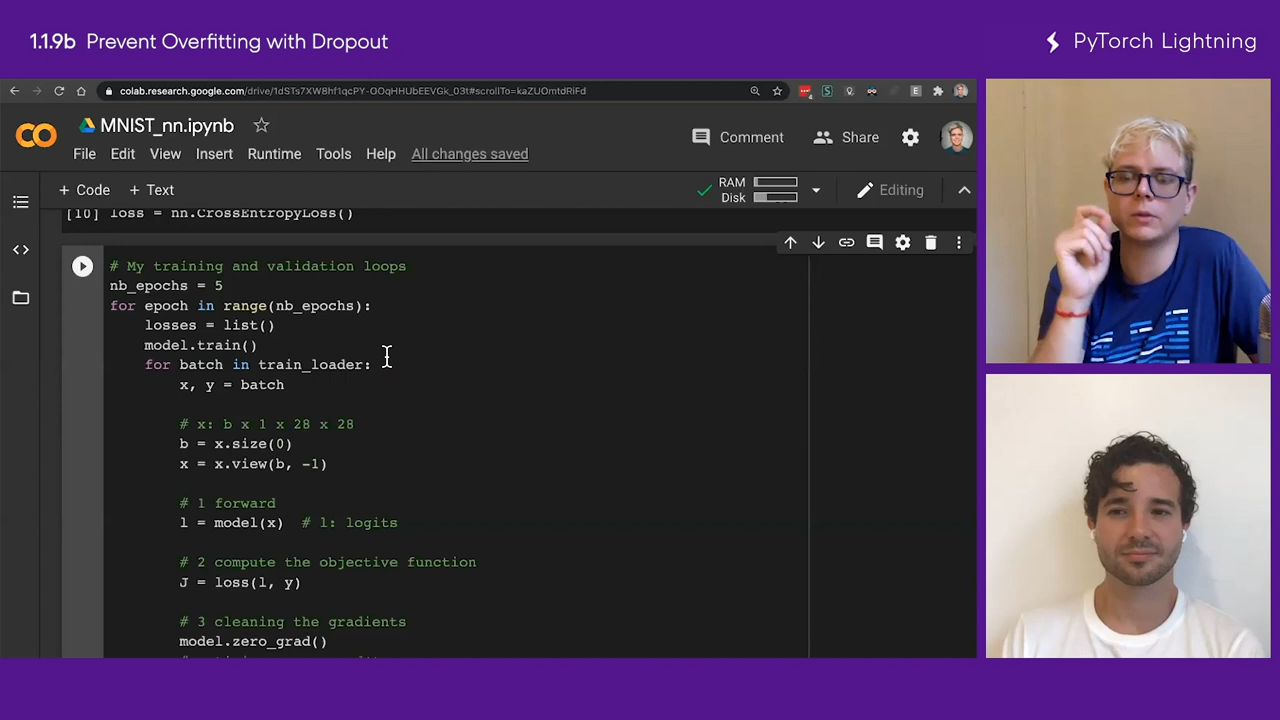 1.1.9b Prevent Overfitting with Dropout
PyTorch Lightning
colab.research.google.com/drive/1dSTs7XW8hf1qcPY-OOqHHUbEEVGk_03t#scrollTo=kaZUOmtdRiFd
MNIST_nn.ipynb
Comment
Share
File Edit View Insert Runtime Tools Help All changes saved
+ Code + Text
RAM
Disk
Editing
[10] loss = nn.CrossEntropyLoss()
# My training and validation loops
nb_epochs = 5
for epoch in range(nb_epochs):
losses = list()
model.train()
for batch in train_loader:
x, y = batch
# x: b x 1 x 28 x 28
b = x.size(0)
x = x.view(b, -1)
# 1 forward
l = model(x) # l: logits
# 2 compute the objective function
J = loss(l, y)
# 3 cleaning the gradients
model.zero_grad()